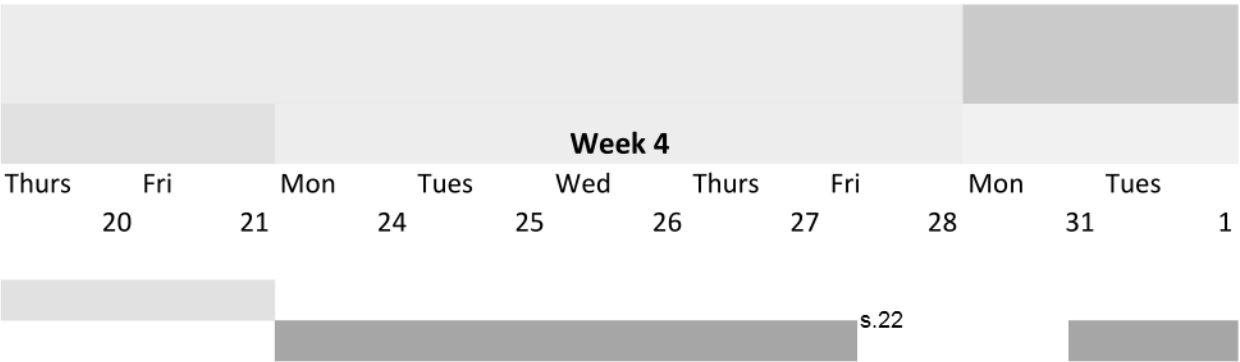 Week 4
Thurs Fri Mon Tues Wed Thurs Fri Mon Tues
20 21 24 25 26 27 28 31 1
s.22